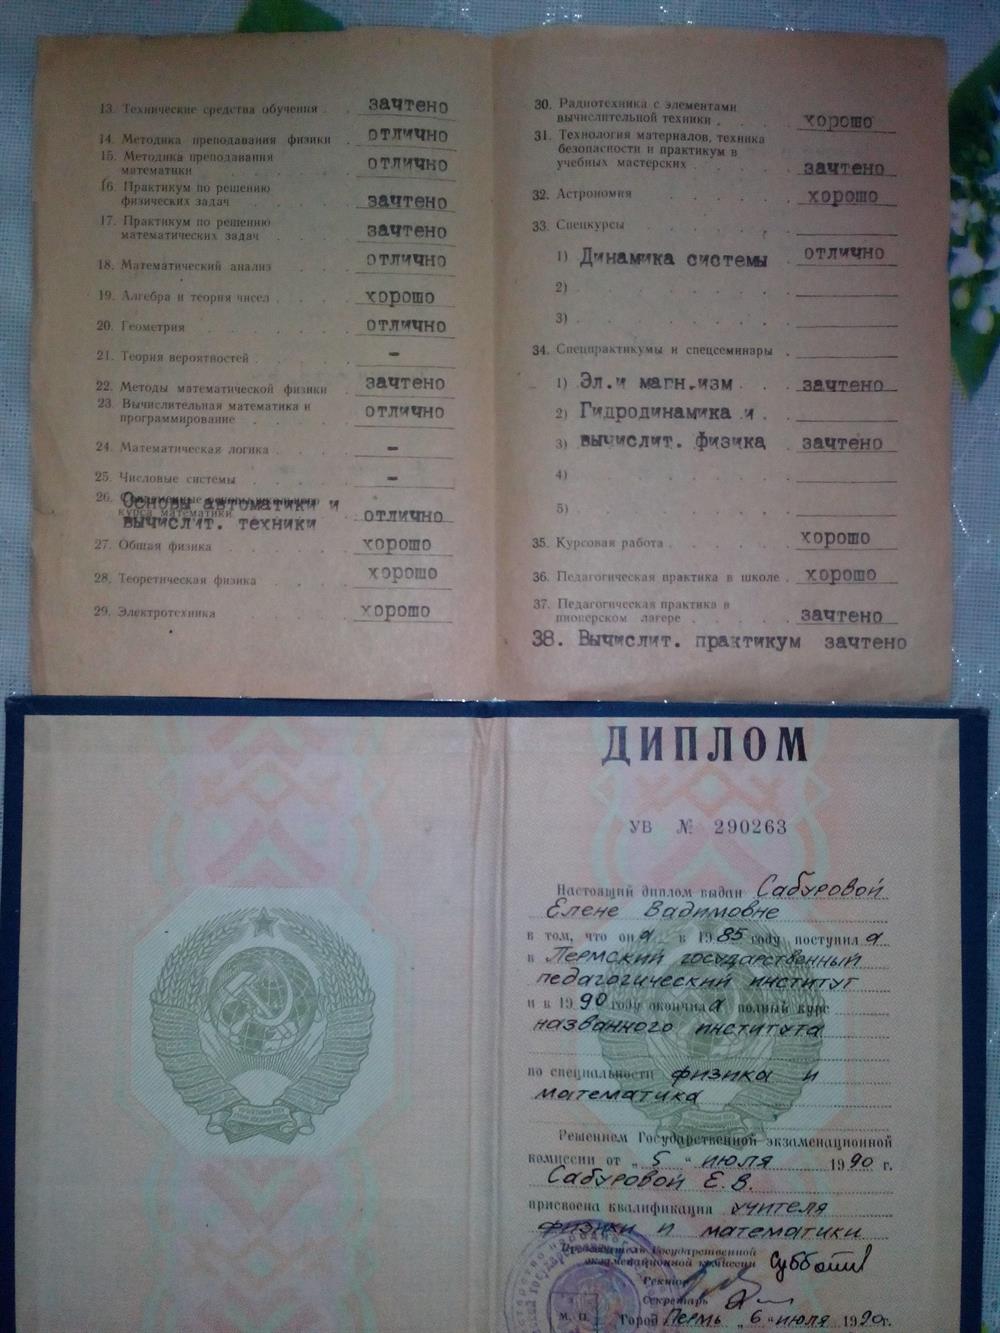 13. Технические средства обучения . . зачтено
14. Методика преподавания физики . отлично
15. Методика преподавания
математики . . . . отлично
16. Практикум по решению
физических задач . . . зачтено
17. Практикум по решению
математических задач . . зачтено
18. Математический анализ . . . отлично
19. Алгебра и теория чисел . . . хорошо
20. Геометрия . . . . . отлично
21. Теория вероятностей . . . . -
22. Методы математической физики . зачтено
23. Вычислительная математика и
программирование . . . . отлично
24. Математическая логика . . . -
25. Числовые системы . . . . -
26. Основы автоматики и
вычислит. техники отлично
27. Общая физика . . . . хорошо
28. Теоретическая физика . . . хорошо
29. Электротехника . . . . хорошо
30. Радиотехника с элементами
вычислительной техники . . . хорошо
31. Технология материалов, техника
безопасности и практикум в
учебных мастерских . . . . зачтено
32. Астрономия . . . . . хорошо
33. Спецкурсы . . . . .
1) Динамика системы отлично
2) . . . . . .
3) . . . . . .
34. Спецпрактикумы и спецсеминары .
1) Эл.и магн.изм . . зачтено
2) Гидродинамика и .
3) вычислит. физика зачтено
4) . . . . . .
5) . . . . . .
35. Курсовая работа . . . . хорошо
36. Педагогическая практика в школе . хорошо
37. Педагогическая практика в
пионерском лагере . . . . зачтено
38. Вычислит. практикум зачтено
ДИПЛОМ
УВ № 290263
Настоящий диплом выдан Сабуровой
Елене Вадимовне
в том, что она в 1985 году поступила
в Пермский государственный
педагогический институт
и в 1990 году окончила полный курс
названного института
по специальности физика и
математика
Решением Государственной экзаменационной
комиссии от „5“ июля 1990 г.
Сабуровой Е.В.
присвоена квалификация учителя
физики и математики
Председатель Государственной
экзаменационной комиссии
Ректор
Секретарь
М. П. Город Пермь „6“ июля 1990г.